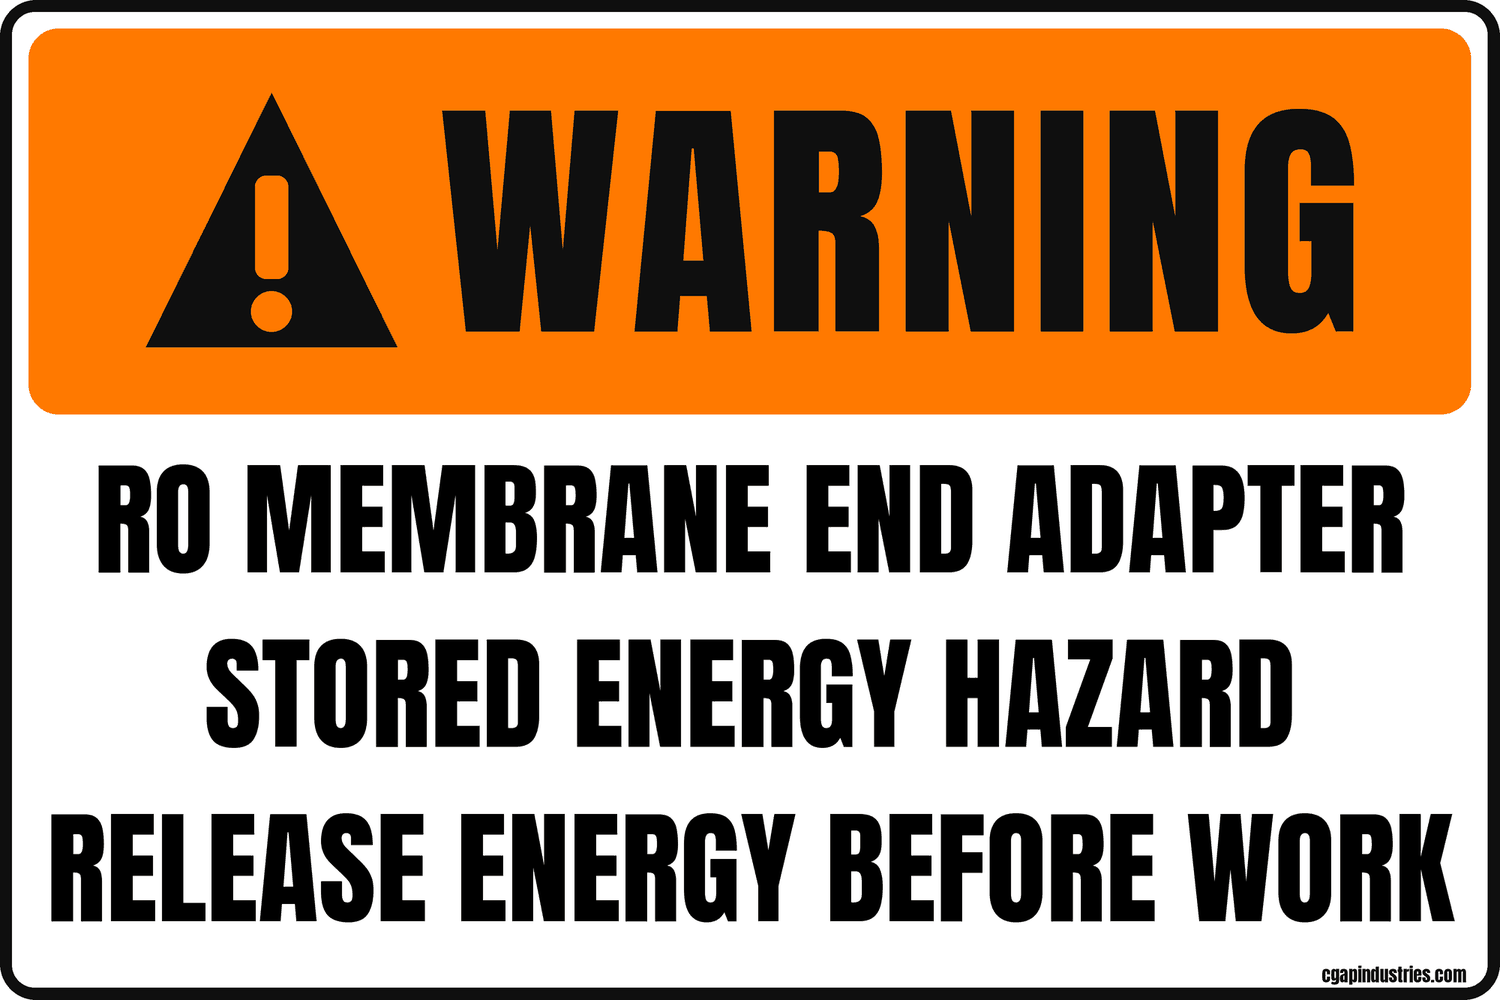 WARNING
RO MEMBRANE END ADAPTER
STORED ENERGY HAZARD
RELEASE ENERGY BEFORE WORK
cgapindustries.com